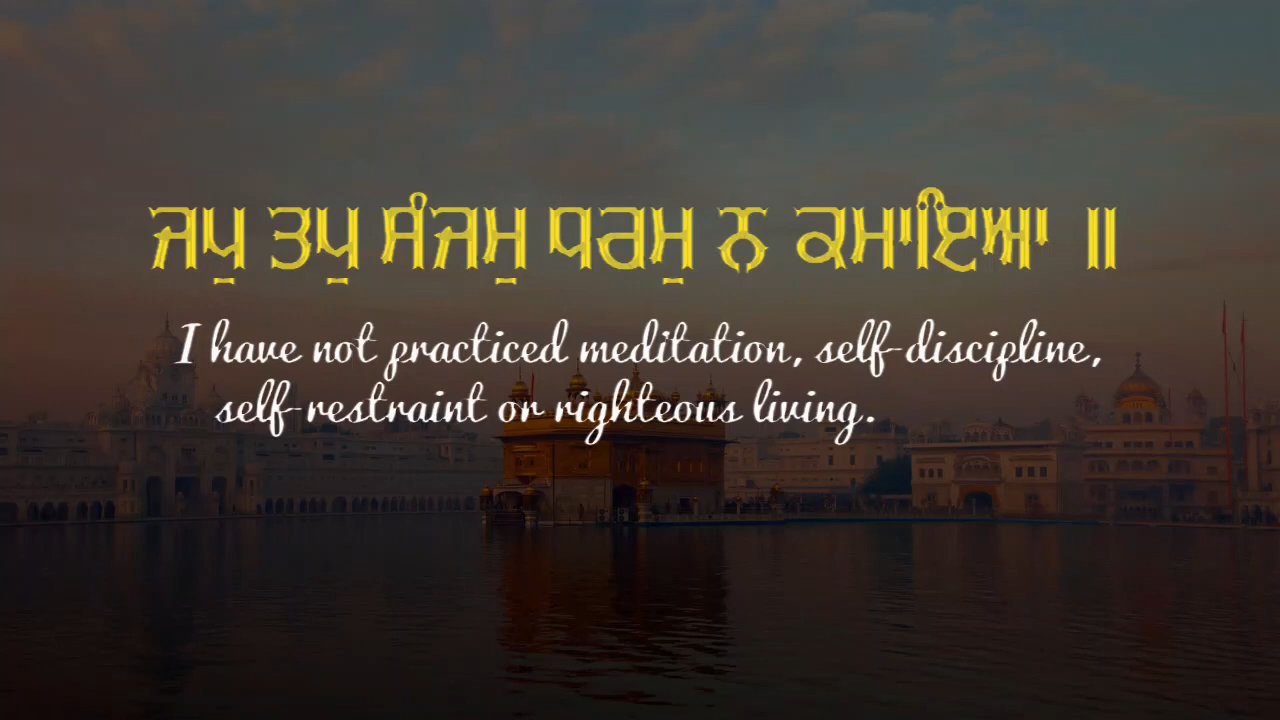 ਜਪੁ ਤਪੁ ਸੰਜਮੁ ਧਰਮੁ ਨ ਕਮਾਇਆ ॥
I have not practiced meditation, self-discipline,
self-restraint or righteous living.